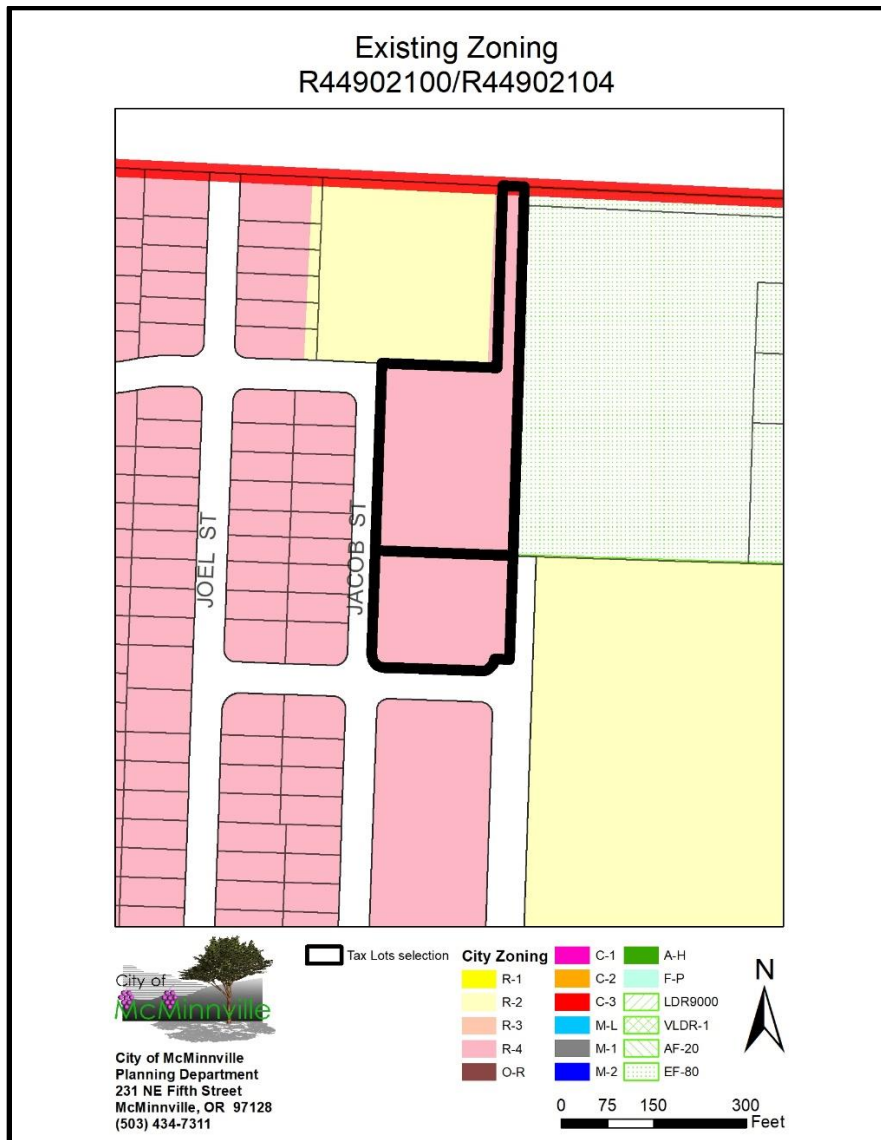 Existing Zoning
R44902100/R44902104
JOEL ST
JACOB ST
City of
McMinnville
City of McMinnville
Planning Department
231 NE Fifth Street
McMinnville, OR 97128
(503) 434-7311
Tax Lots selection
City Zoning
R-1
R-2
R-3
R-4
O-R
C-1
C-2
C-3
M-L
M-1
M-2
A-H
F-P
LDR9000
VLDR-1
AF-20
EF-80
N
0 75 150 300
Feet